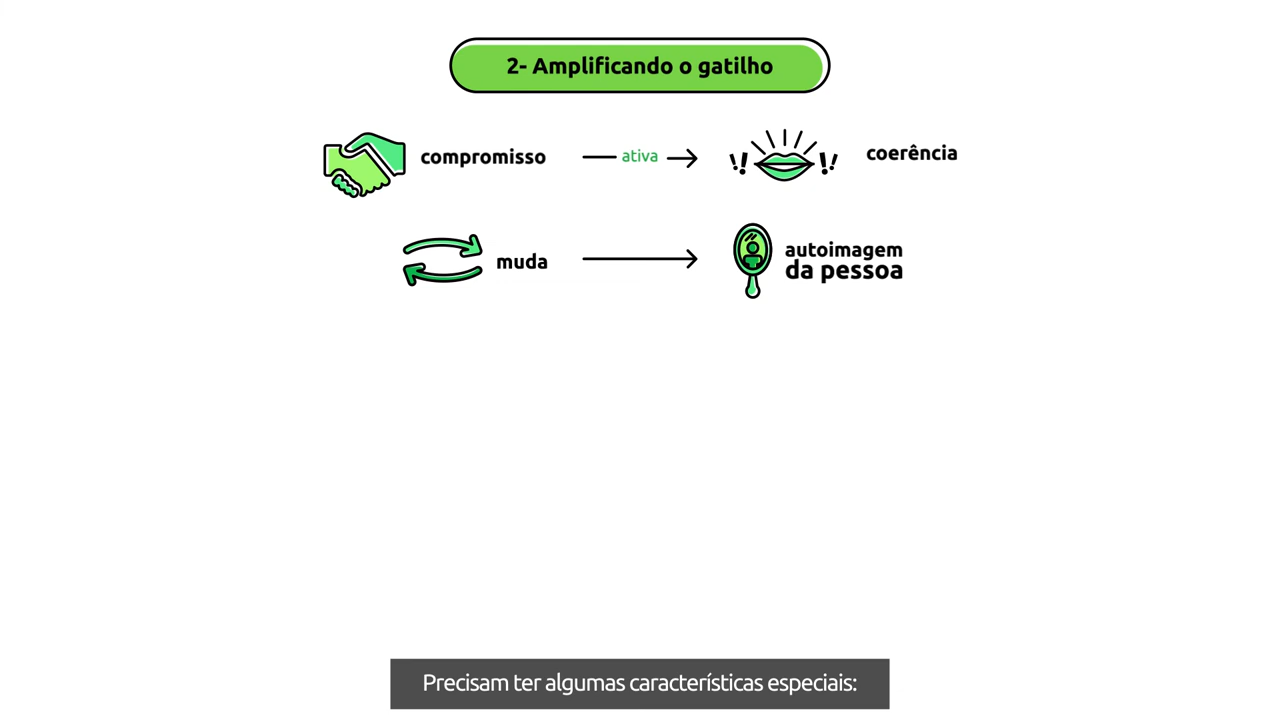 2- Amplificando o gatilho
compromisso
ativa
coerência
muda
autoimagem
da pessoa
Precisam ter algumas características especiais: